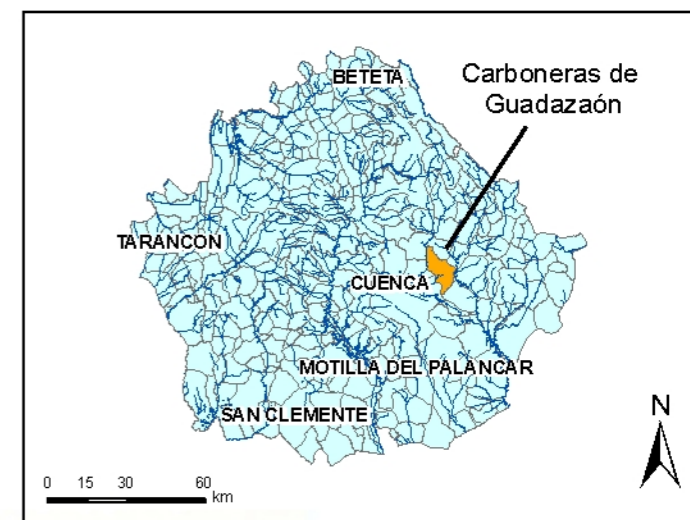 BETETA
Carboneras de
Guadazaón
TARANCON
CUENCA
MOTILLA DEL PALANCAR
SAN CLEMENTE
N
0 15 30 60
km